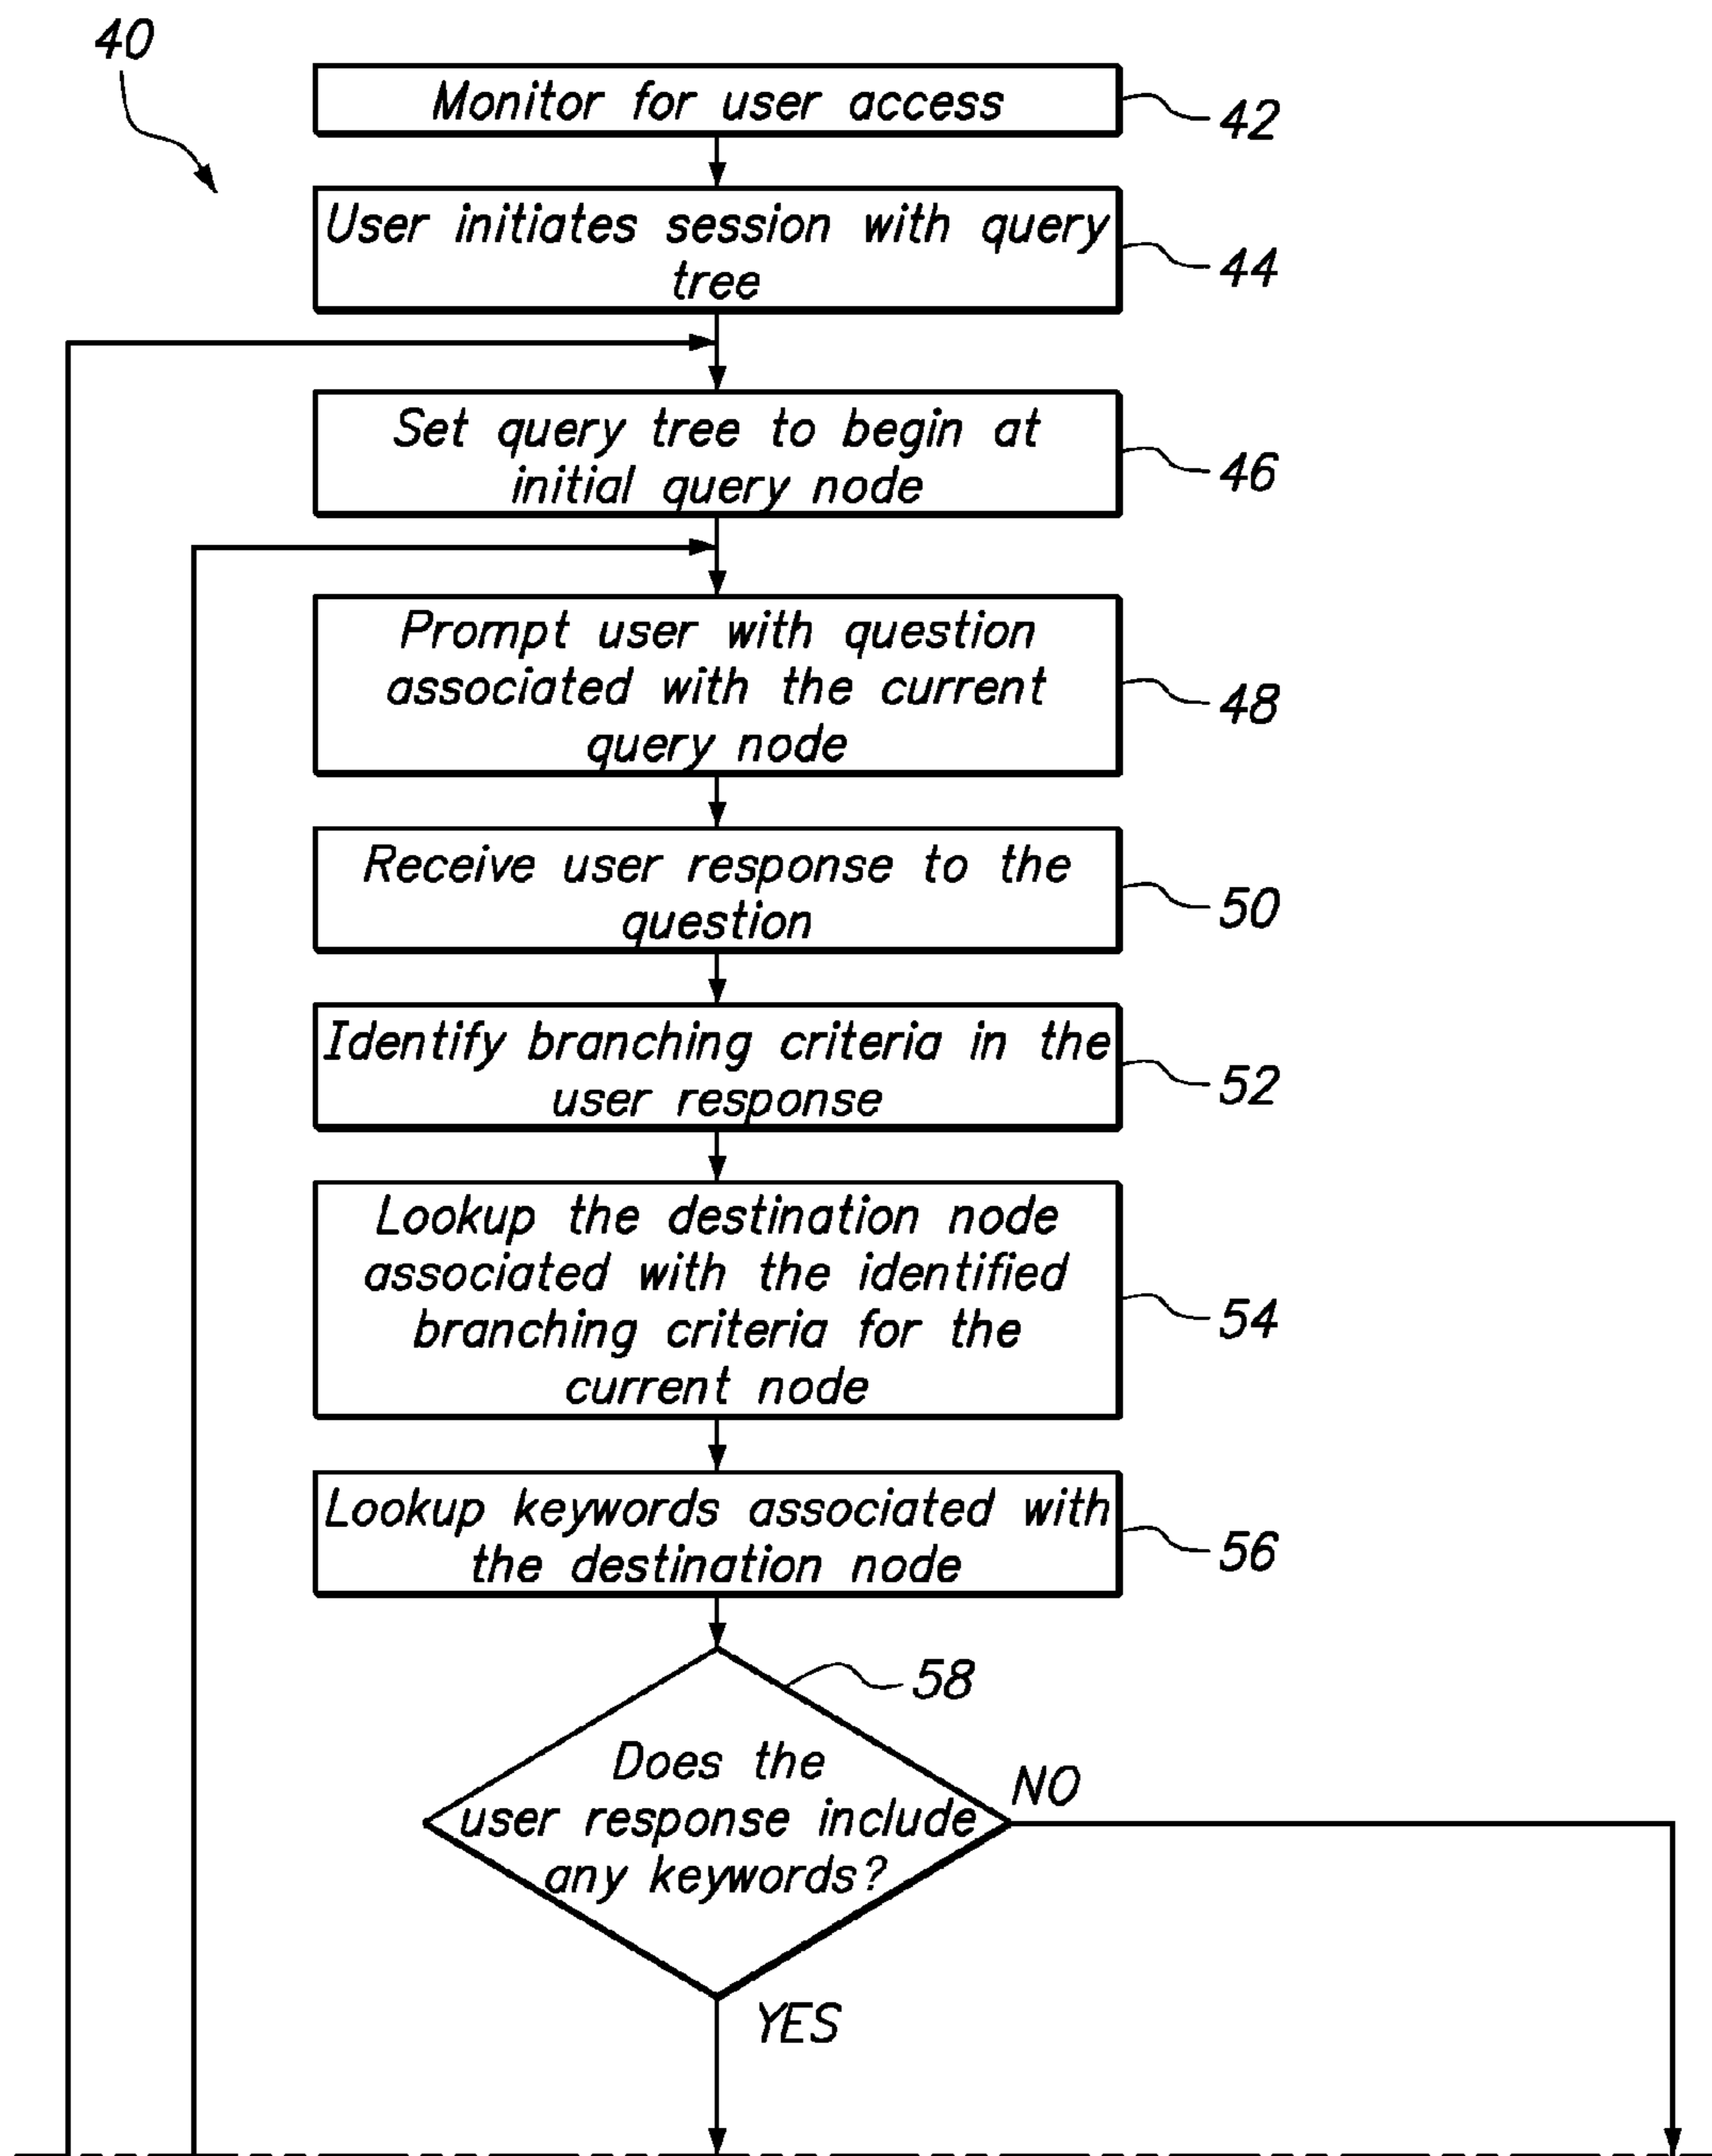 40
Monitor for user access
42
User initiates session with query
tree
44
Set query tree to begin at
initial query node
46
Prompt user with question
associated with the current
query node
48
Receive user response to the
question
50
Identify branching criteria in the
user response
52
Lookup the destination node
associated with the identified
branching criteria for the
current node
54
Lookup keywords associated with
the destination node
56
58
Does the
user response include
any keywords?
NO
YES